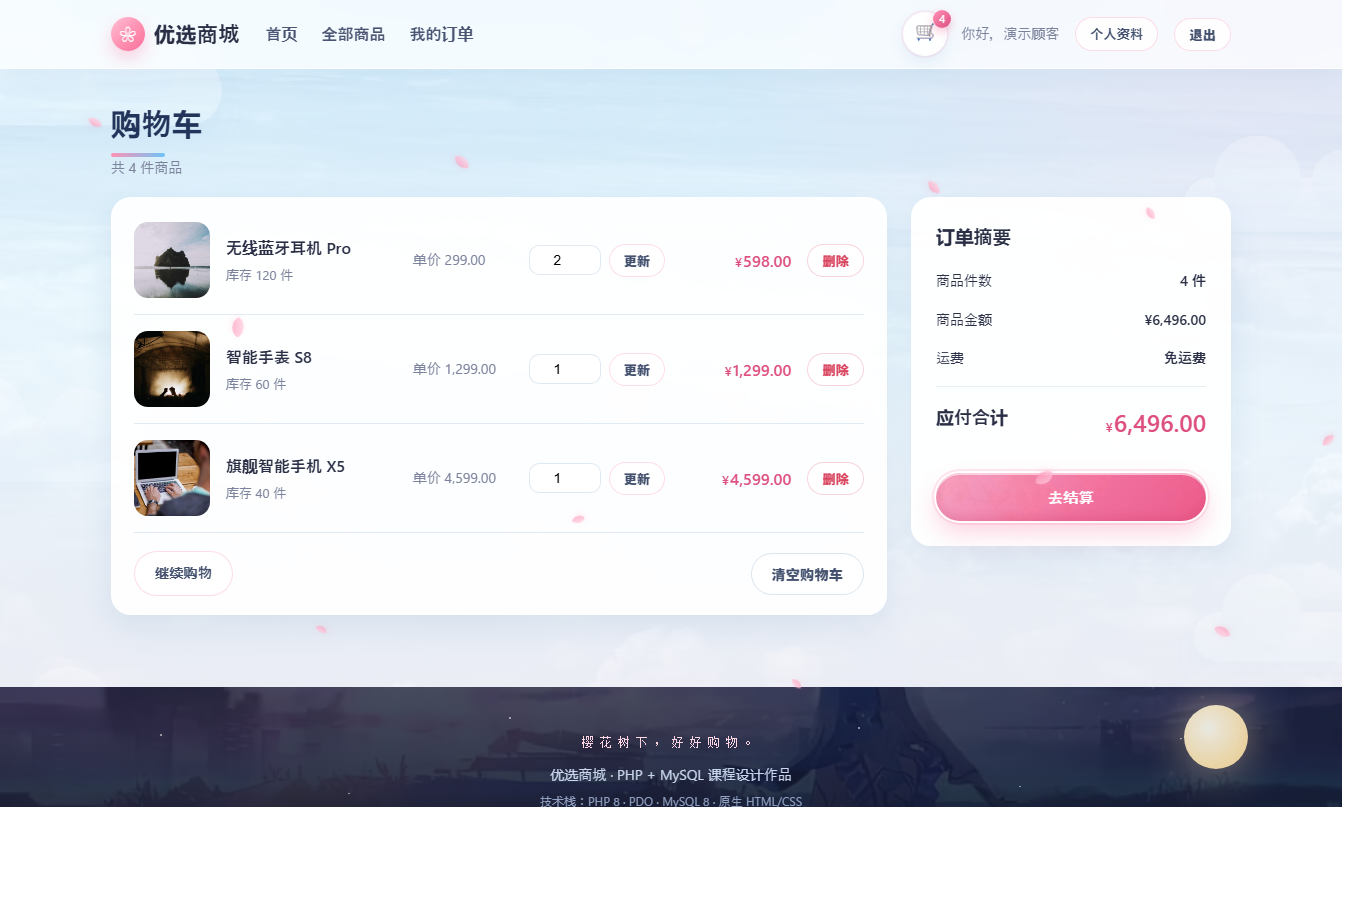 优选商城 首页 全部商品 我的订单 4 你好，演示顾客 个人资料 退出
购物车
共 4 件商品
无线蓝牙耳机 Pro
库存 120 件
单价 299.00 2 更新 ¥598.00 删除
智能手表 S8
库存 60 件
单价 1,299.00 1 更新 ¥1,299.00 删除
旗舰智能手机 X5
库存 40 件
单价 4,599.00 1 更新 ¥4,599.00 删除
继续购物 清空购物车
订单摘要
商品件数 4 件
商品金额 ¥6,496.00
运费 免运费
应付合计 ¥6,496.00
去结算
樱花树下，好好购物。
优选商城 · PHP + MySQL 课程设计作品
技术栈：PHP 8 · PDO · MySQL 8 · 原生 HTML/CSS